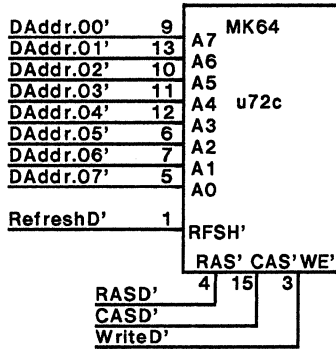 DAddr.00' 9 A7 MK64
DAddr.01' 13 A6
DAddr.02' 10 A5
DAddr.03' 11 A4 u72c
DAddr.04' 12 A3
DAddr.05' 6 A2
DAddr.06' 7 A1
DAddr.07' 5 A0
RefreshD' 1 RFSH'
RAS' CAS' WE'
4 15 3
RASD'
CASD'
WriteD'